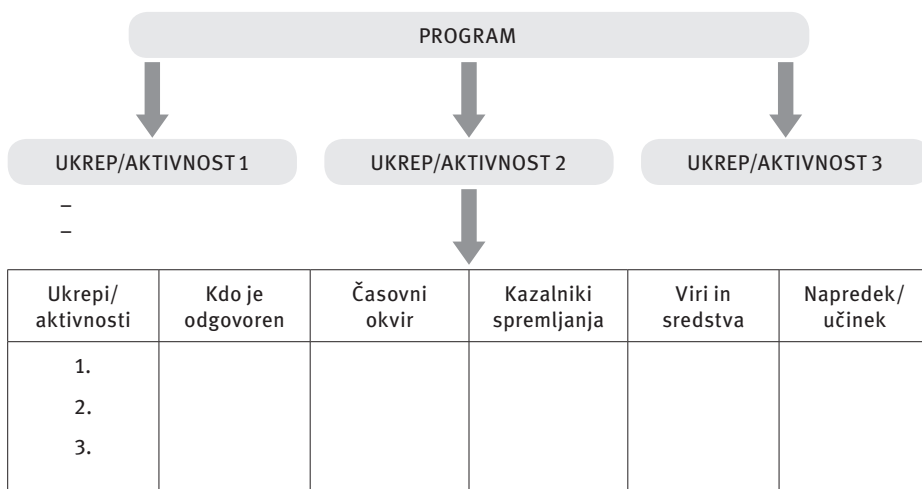 PROGRAM
UKREP/AKTIVNOST 1
UKREP/AKTIVNOST 2
UKREP/AKTIVNOST 3
–
–
Ukrepi/
aktivnosti
Kdo je
odgovoren
Časovni
okvir
Kazalniki
spremljanja
Viri in
sredstva
Napredek/
učinek
1.
2.
3.